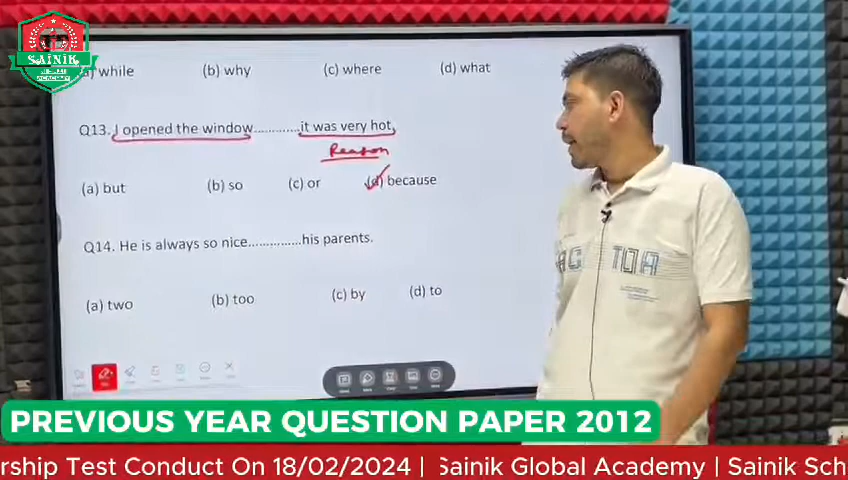 SAINIK
ACADEMY
(a) while (b) why (c) where (d) what
Q13. I opened the window.............it was very hot,
Reason
(a) but (b) so (c) or (d) because
Q14. He is always so nice...............his parents.
(a) two (b) too (c) by (d) to
PREVIOUS YEAR QUESTION PAPER 2012
rship Test Conduct On 18/02/2024 | Sainik Global Academy | Sainik Sch